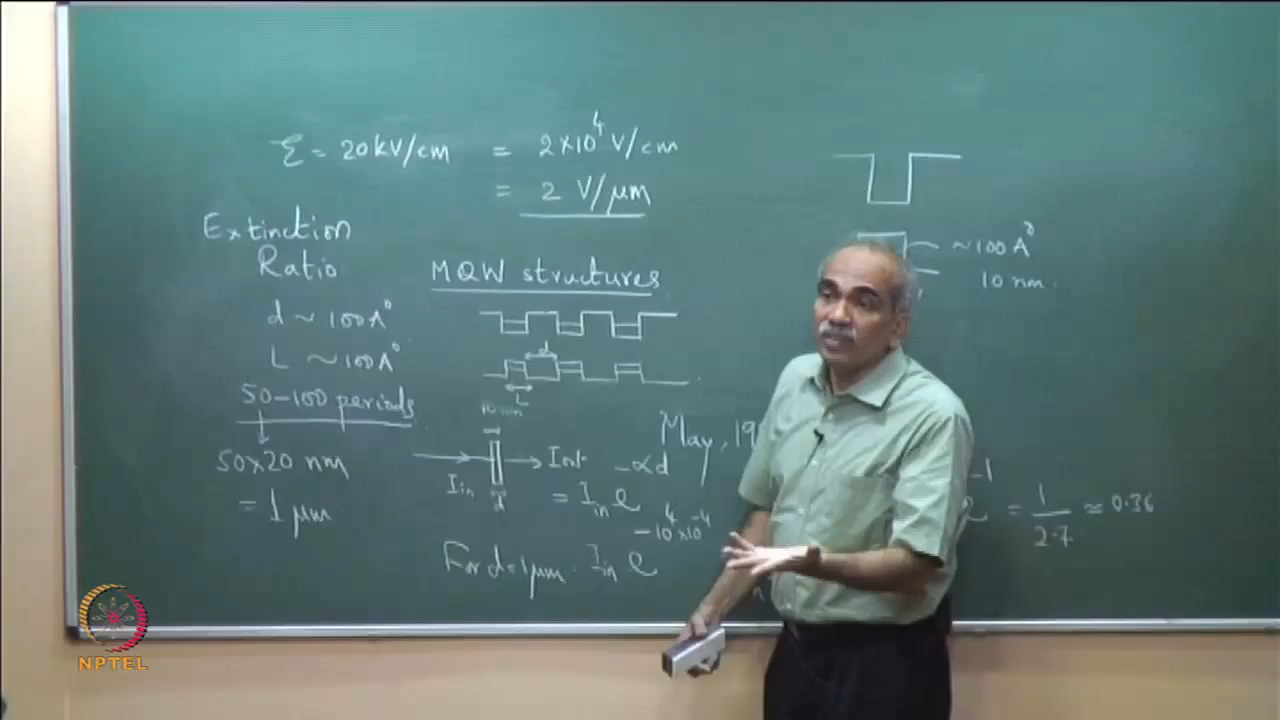 ξ = 20 kV/cm = 2×10⁴ V/cm
= 2 V/μm
Extinction
Ratio
d ~ 100 A°
L ~ 100 A°
50-100 periods
50×20 nm
= 1 μm
MQW structures
d
L
10 nm
I_in
d
I_out
= I_in e^-αd
For d=1μm. I_in e^-10⁴×10⁻⁴
May, 19
~100 A°
10 nm.
e^-1 = 1/2.7 ≈ 0.36
NPTEL